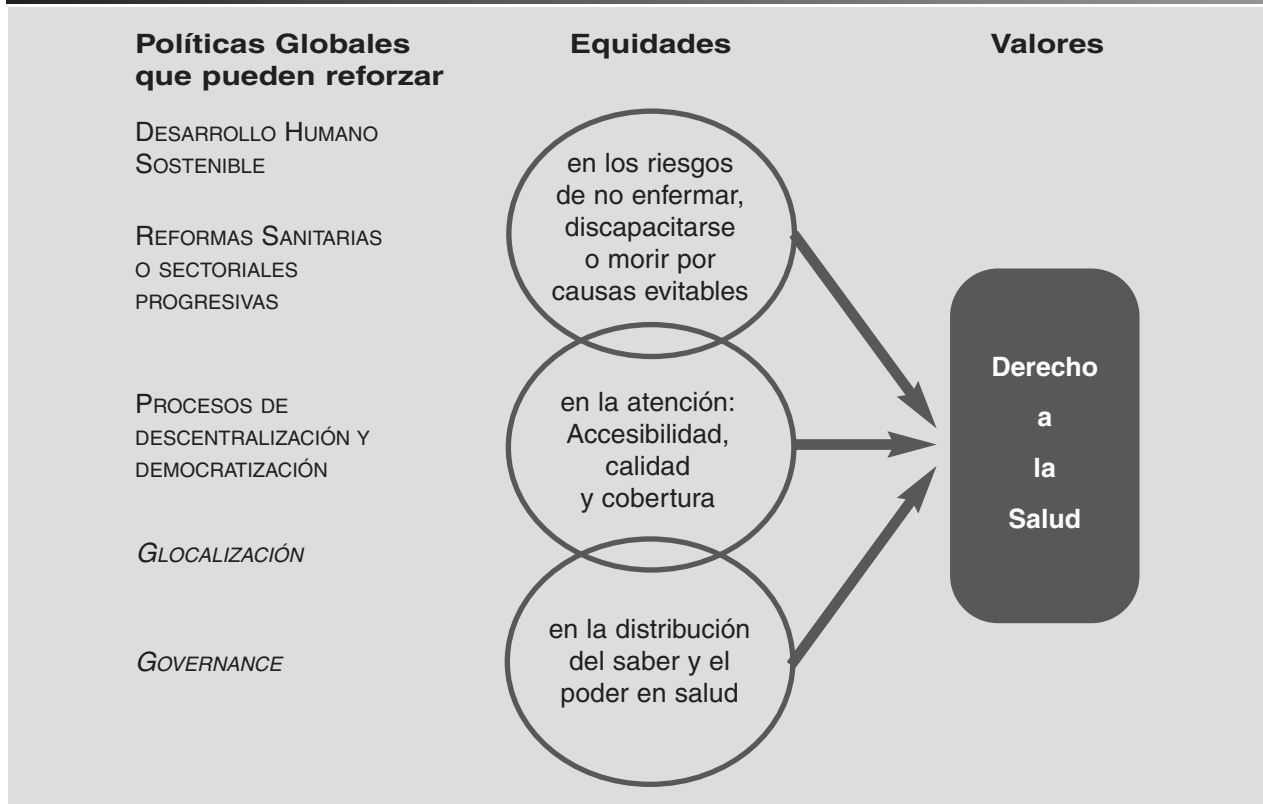 Políticas Globales
que pueden reforzar
Equidades
Valores
DESARROLLO HUMANO
SOSTENIBLE
REFORMAS SANITARIAS
O SECTORIALES
PROGRESIVAS
PROCESOS DE
DESCENTRALIZACIÓN Y
DEMOCRATIZACIÓN
GLOCALIZACIÓN
GOVERNANCE
en los riesgos
de no enfermar,
discapacitarse
o morir por
causas evitables
en la atención:
Accesibilidad,
calidad
y cobertura
en la distribución
del saber y el
poder en salud
Derecho
a
la
Salud